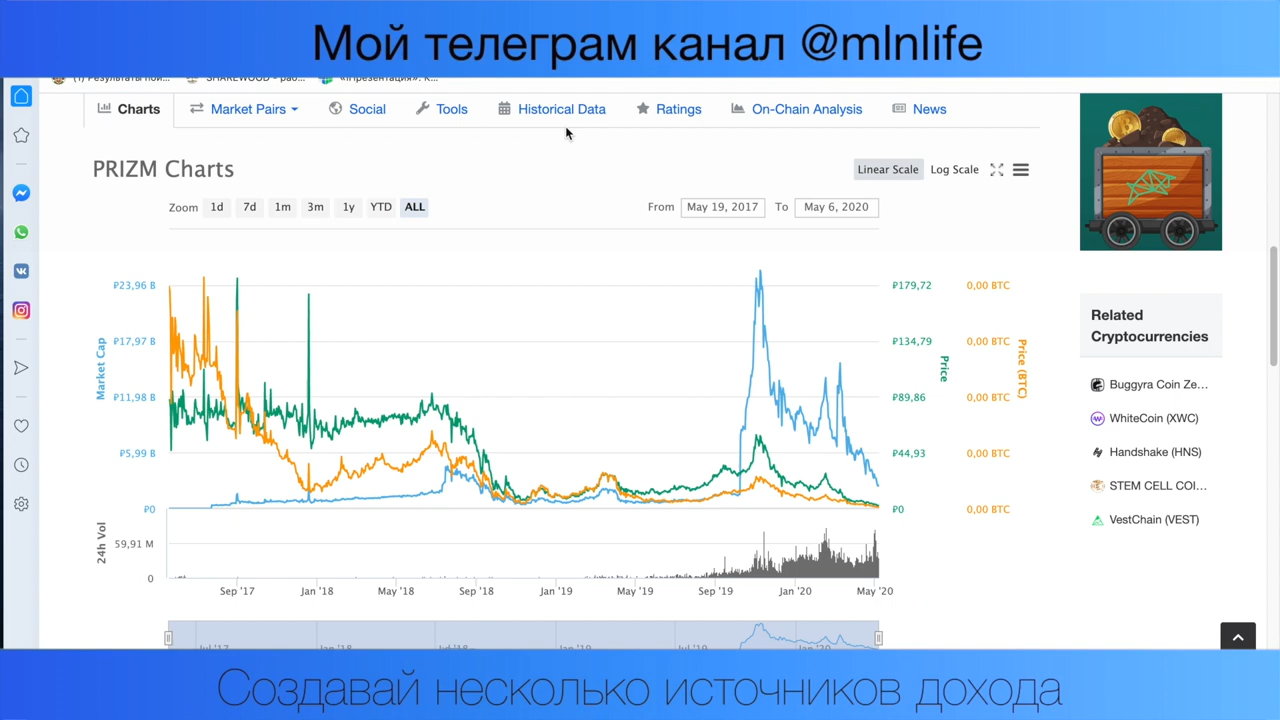 Мой телеграм канал @mlnlife
Charts
Market Pairs
Social
Tools
Historical Data
Ratings
On-Chain Analysis
News
PRIZM Charts
Linear Scale
Log Scale
Zoom 1d 7d 1m 3m 1y YTD ALL
From May 19, 2017 To May 6, 2020
₽23,96 B
₽17,97 B
₽11,98 B
₽5,99 B
₽0
Market Cap
₽179,72
₽134,79
₽89,86
₽44,93
₽0
Price
0,00 BTC
0,00 BTC
0,00 BTC
0,00 BTC
0,00 BTC
Price (BTC)
24h Vol
59,91 M
0
Sep '17
Jan '18
May '18
Sep '18
Jan '19
May '19
Sep '19
Jan '20
May '20
Related
Cryptocurrencies
Buggyra Coin Ze...
WhiteCoin (XWC)
Handshake (HNS)
STEM CELL COI...
VestChain (VEST)
Создавай несколько источников дохода